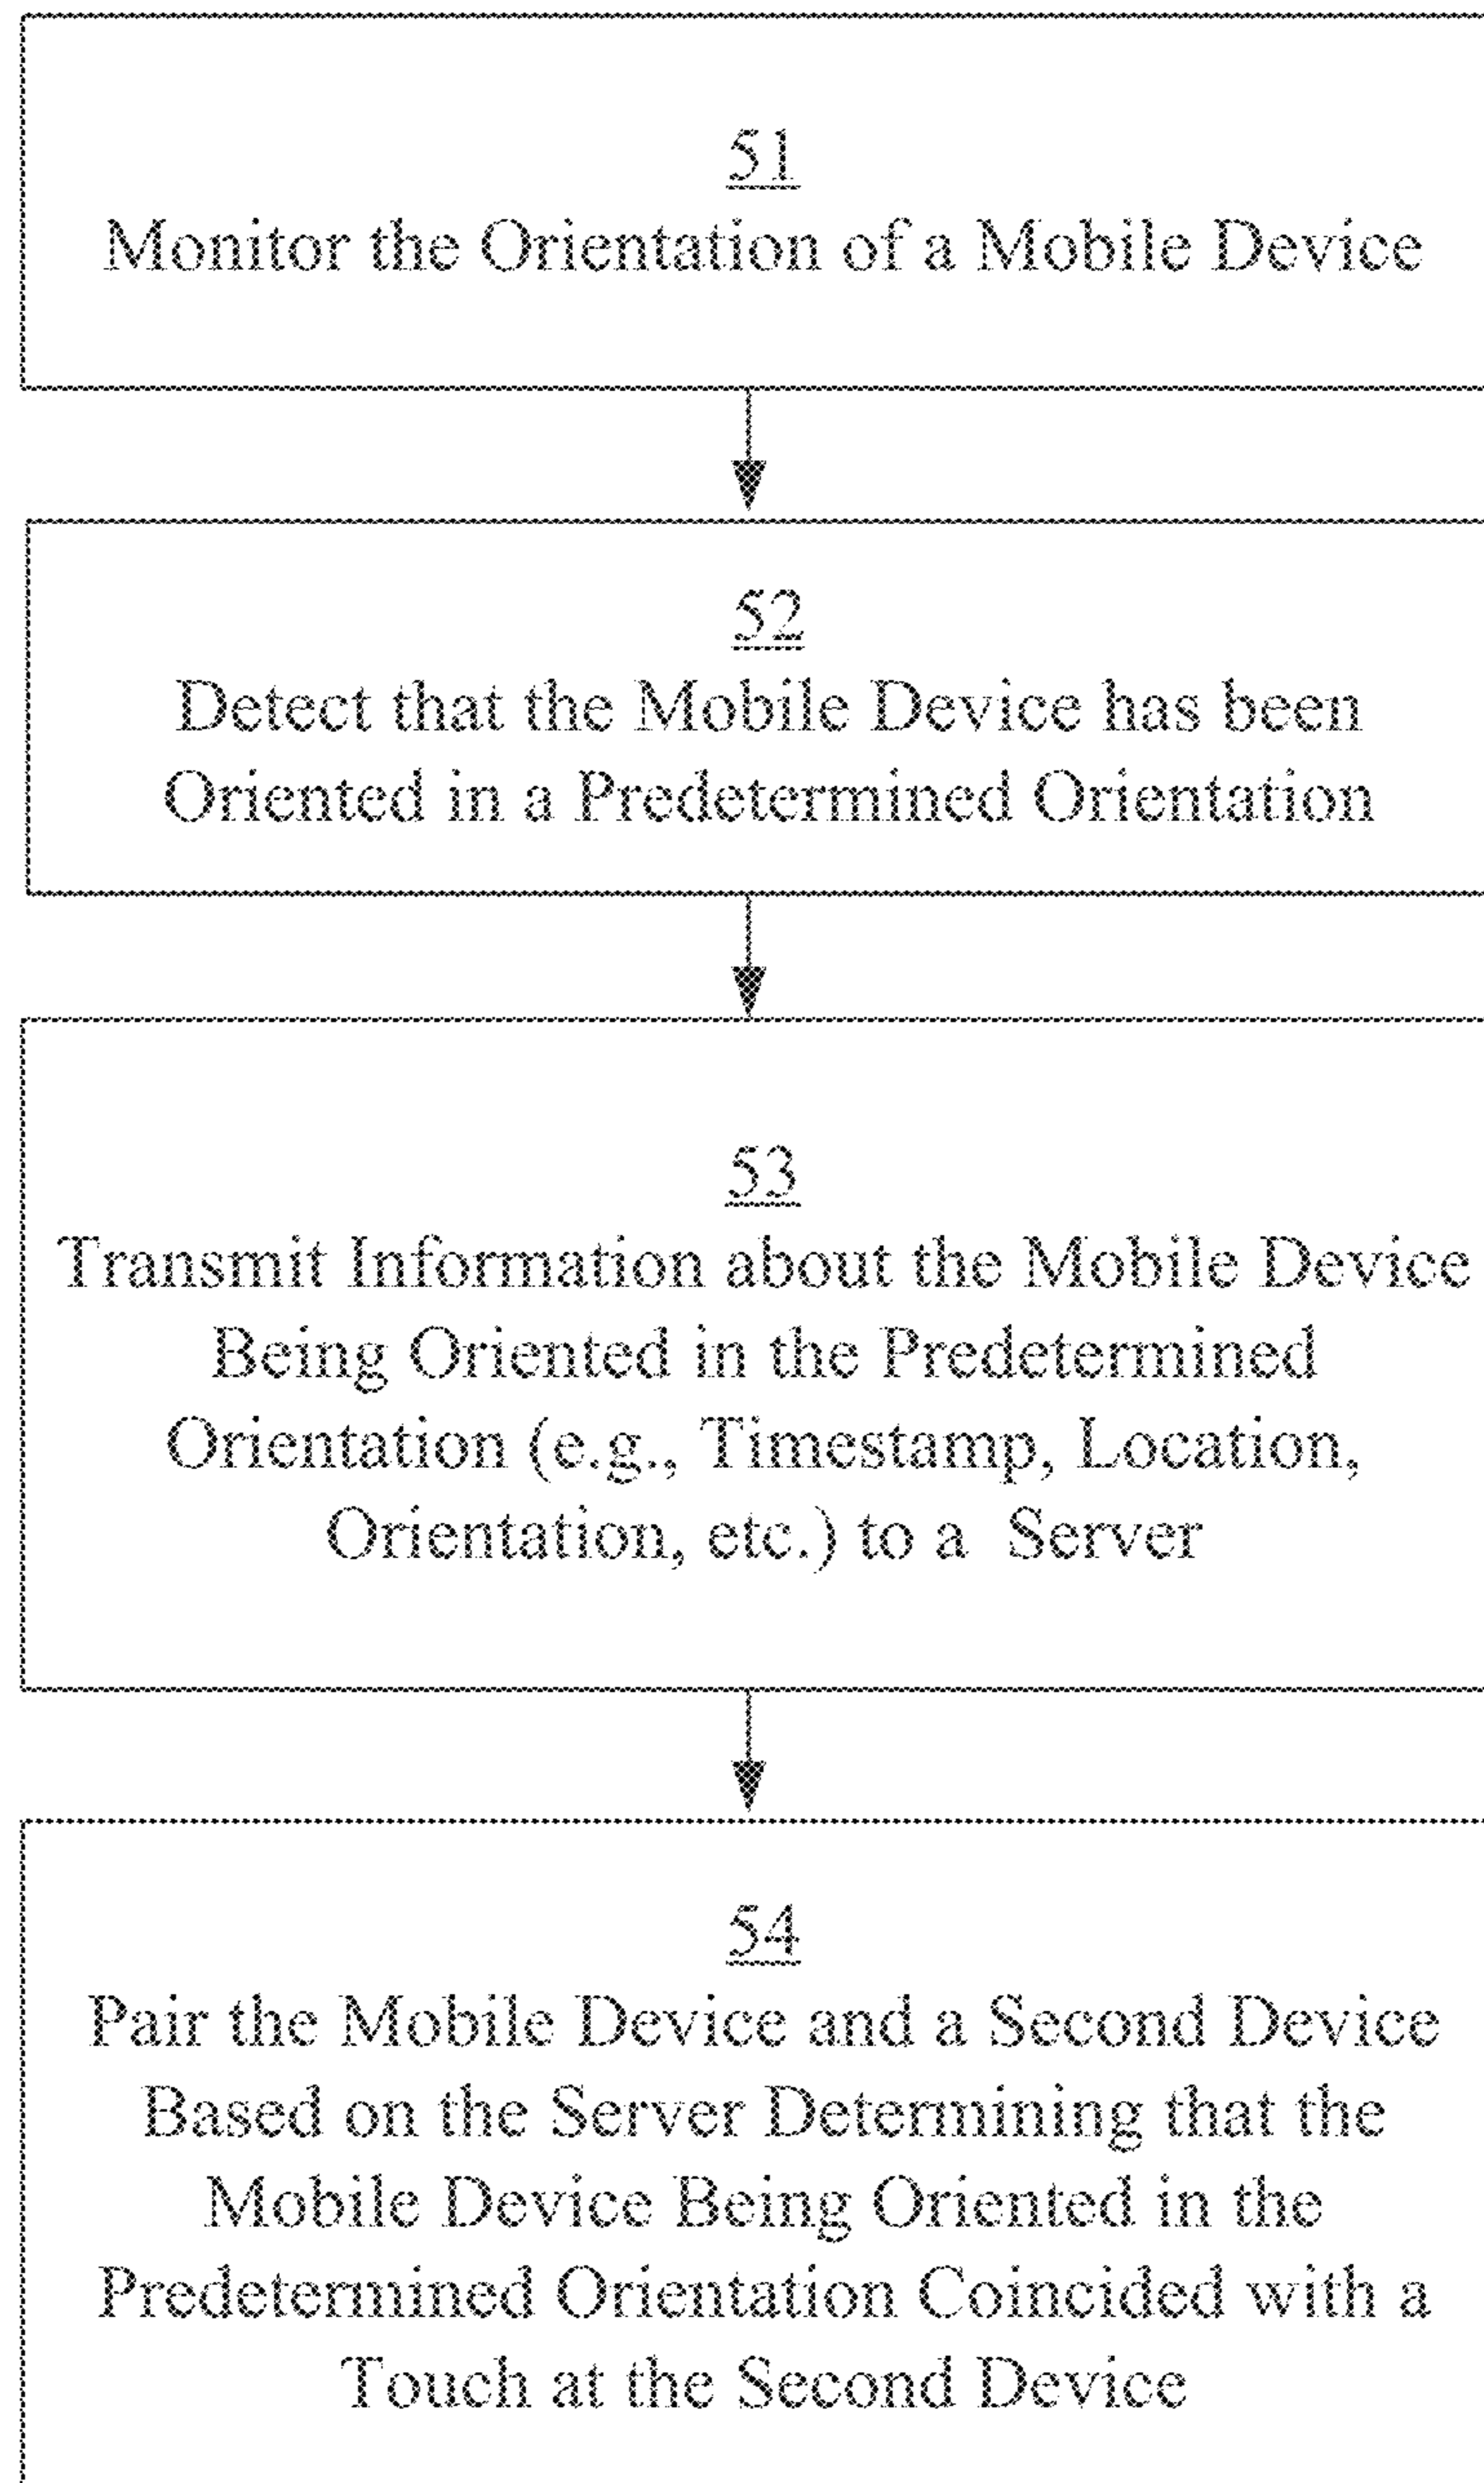 51
Monitor the Orientation of a Mobile Device
52
Detect that the Mobile Device has been
Oriented in a Predetermined Orientation
53
Transmit Information about the Mobile Device
Being Oriented in the Predetermined
Orientation (e.g., Timestamp, Location,
Orientation, etc.) to a Server
54
Pair the Mobile Device and a Second Device
Based on the Server Determining that the
Mobile Device Being Oriented in the
Predetermined Orientation Coincided with a
Touch at the Second Device